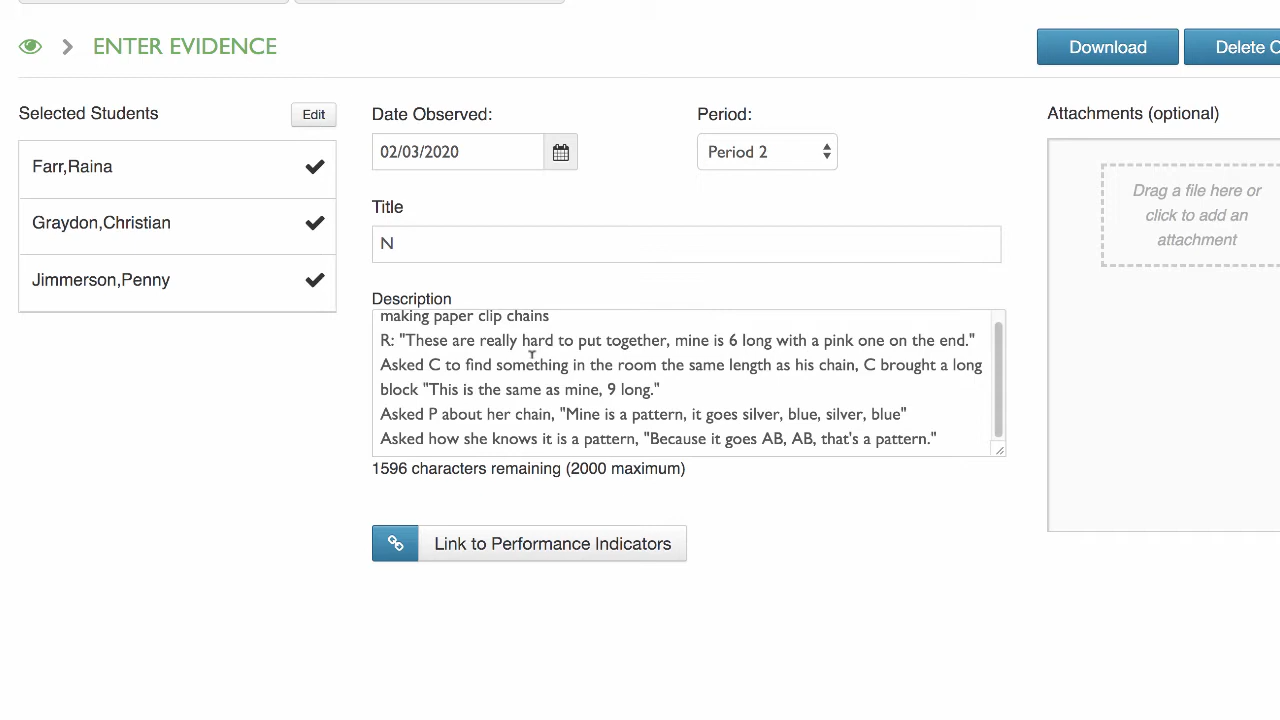 ENTER EVIDENCE
Download
Delete
Selected Students
Edit
Farr,Raina
Graydon,Christian
Jimmerson,Penny
Date Observed:
02/03/2020
Period:
Period 2
Title
N
Description
making paper clip chains
R: "These are really hard to put together, mine is 6 long with a pink one on the end."
Asked C to find something in the room the same length as his chain, C brought a long
block "This is the same as mine, 9 long."
Asked P about her chain, "Mine is a pattern, it goes silver, blue, silver, blue"
Asked how she knows it is a pattern, "Because it goes AB, AB, that's a pattern."
1596 characters remaining (2000 maximum)
Link to Performance Indicators
Attachments (optional)
Drag a file here or
click to add an
attachment